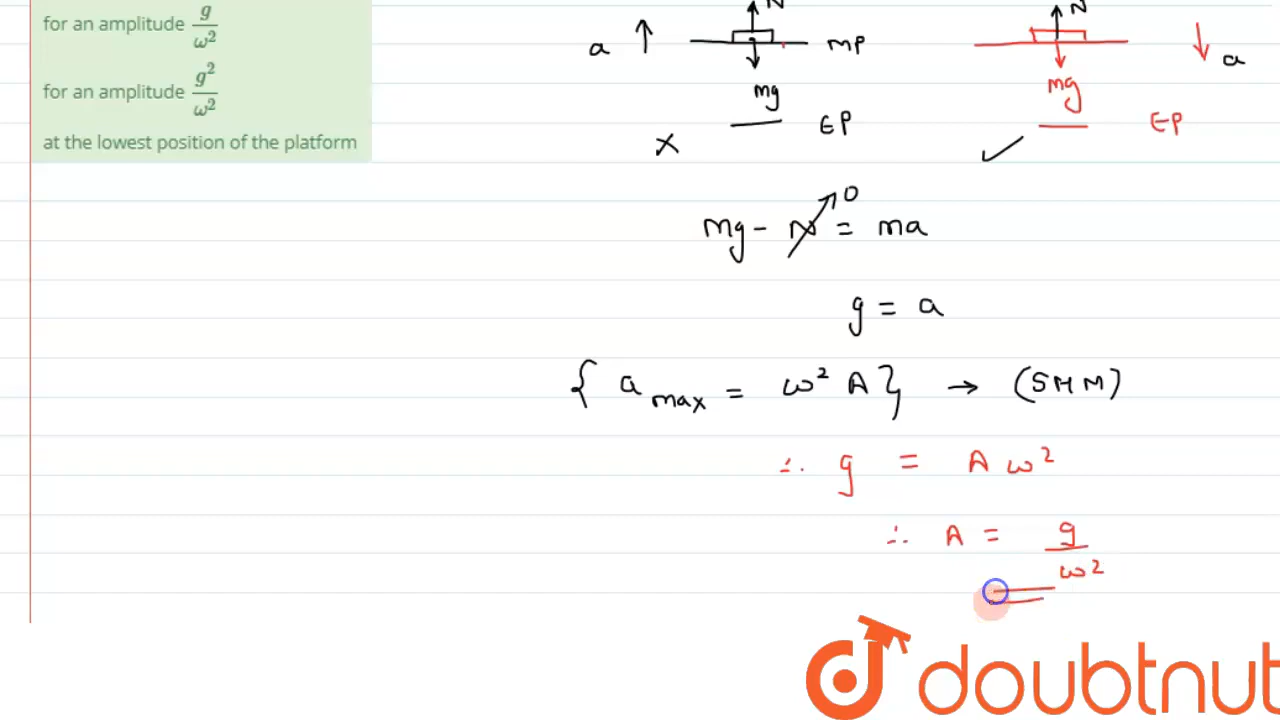 for an amplitude g/ω²
for an amplitude g²/ω²
at the lowest position of the platform
a ↑ N mg MP
EP
×
N mg ↓ a
EP
✓
mg - N↗0 = ma
g = a
{ a max = ω² A } → (SHM)
∴ g = A ω²
∴ A = g/ω²
doubtnut